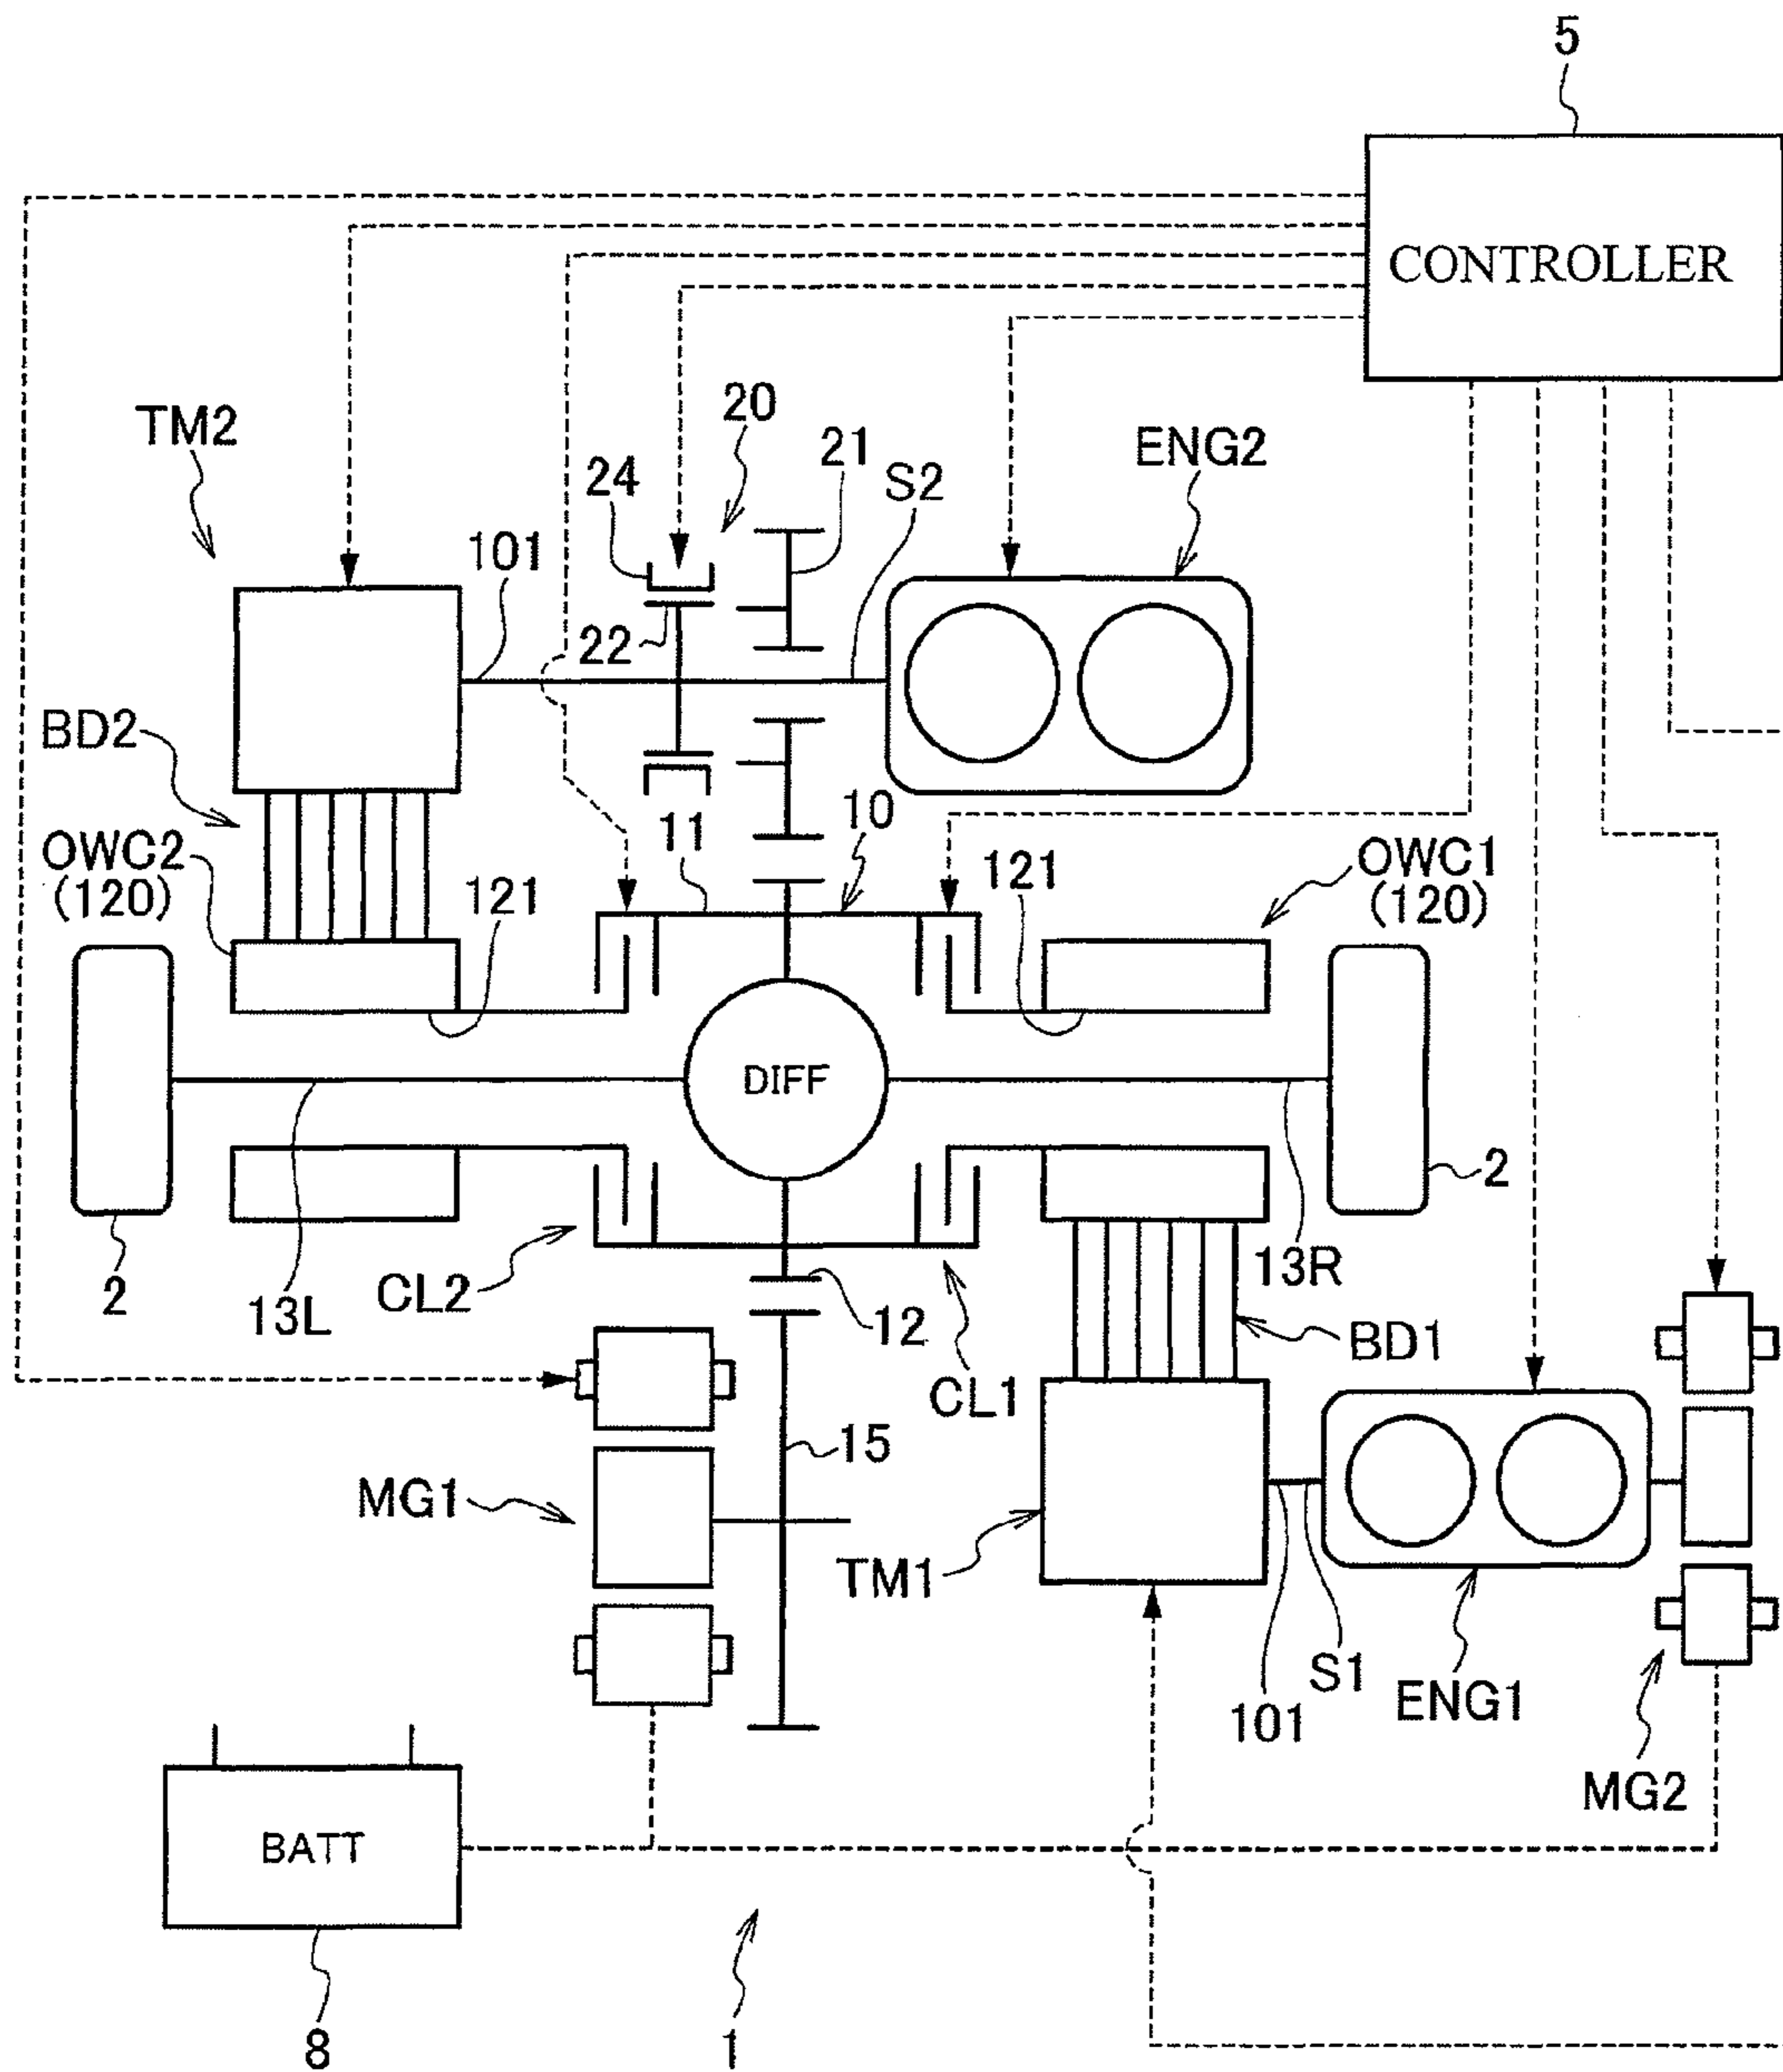 5
CONTROLLER
TM2
20
21
ENG2
24
S2
101
22
BD2
11
10
OWC2
(120)
121
121
OWC1
(120)
DIFF
2
13L
CL2
12
13R
2
BD1
CL1
15
MG1
TM1
101
S1
ENG1
MG2
BATT
8
1